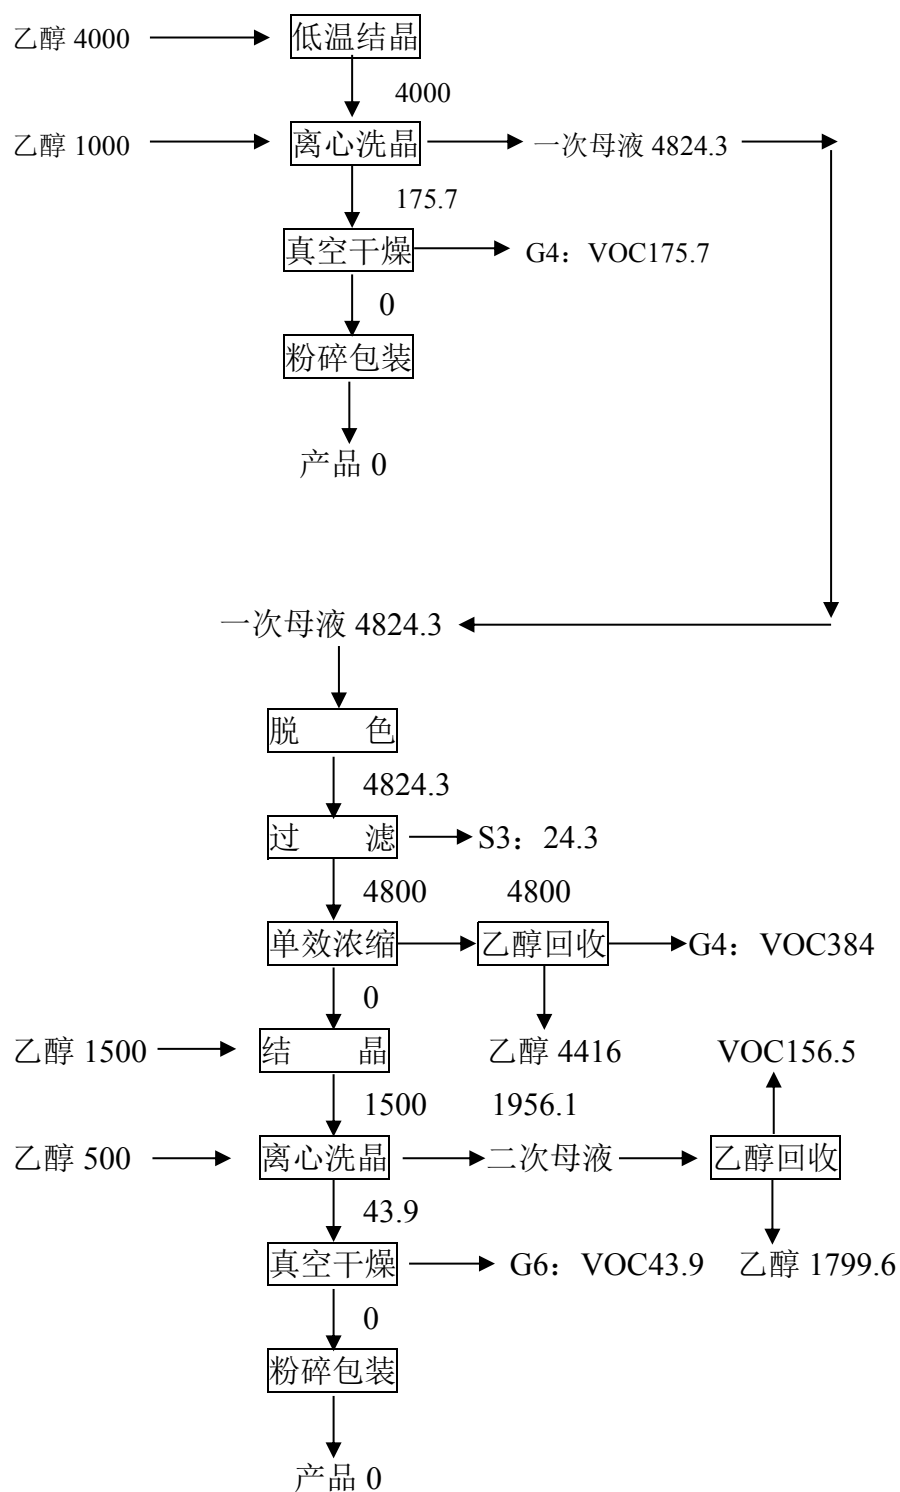 乙醇 4000
低温结晶
4000
乙醇 1000
离心洗晶
一次母液 4824.3
175.7
真空干燥
G4：VOC175.7
0
粉碎包装
产品 0
一次母液 4824.3
脱 色
4824.3
过 滤
S3：24.3
4800
4800
单效浓缩
乙醇回收
G4：VOC384
0
乙醇 1500
结 晶
乙醇 4416
VOC156.5
1500
1956.1
乙醇 500
离心洗晶
二次母液
乙醇回收
43.9
真空干燥
G6：VOC43.9
乙醇 1799.6
0
粉碎包装
产品 0